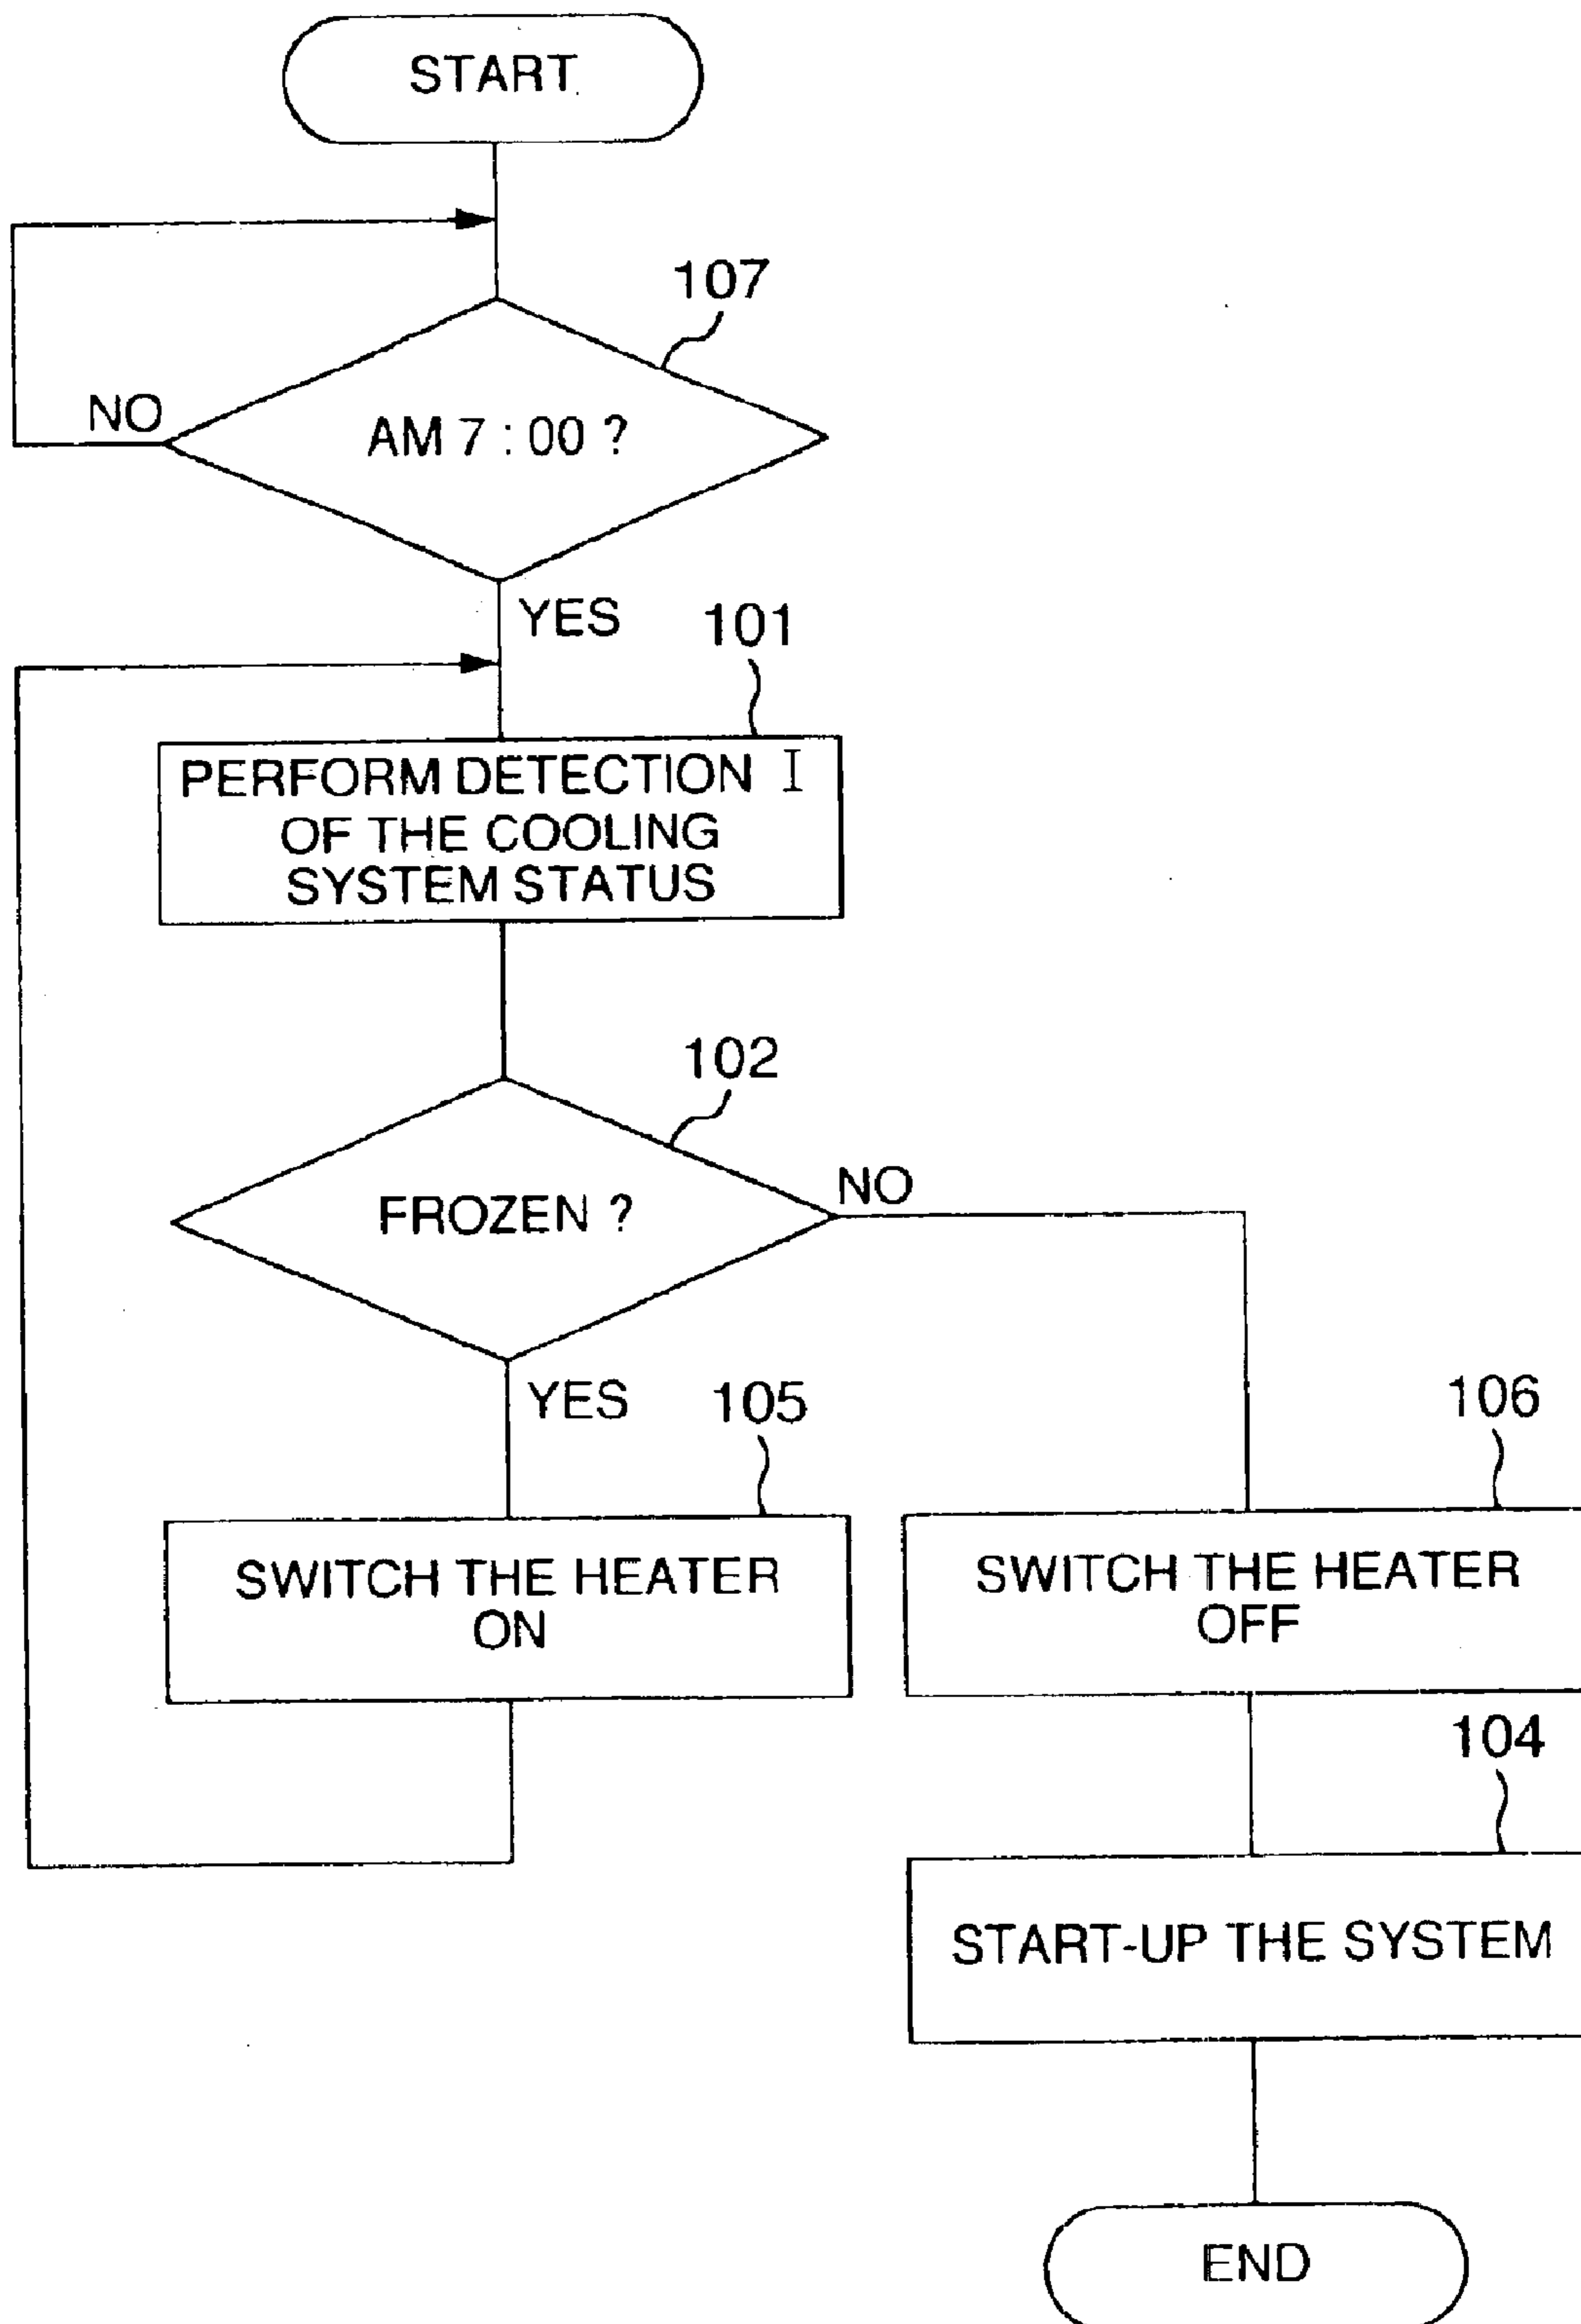 START
107
NO
AM 7 : 00 ?
YES
101
PERFORM DETECTION I
OF THE COOLING
SYSTEM STATUS
102
FROZEN ?
NO
YES
105
106
SWITCH THE HEATER
ON
SWITCH THE HEATER
OFF
104
START-UP THE SYSTEM
END